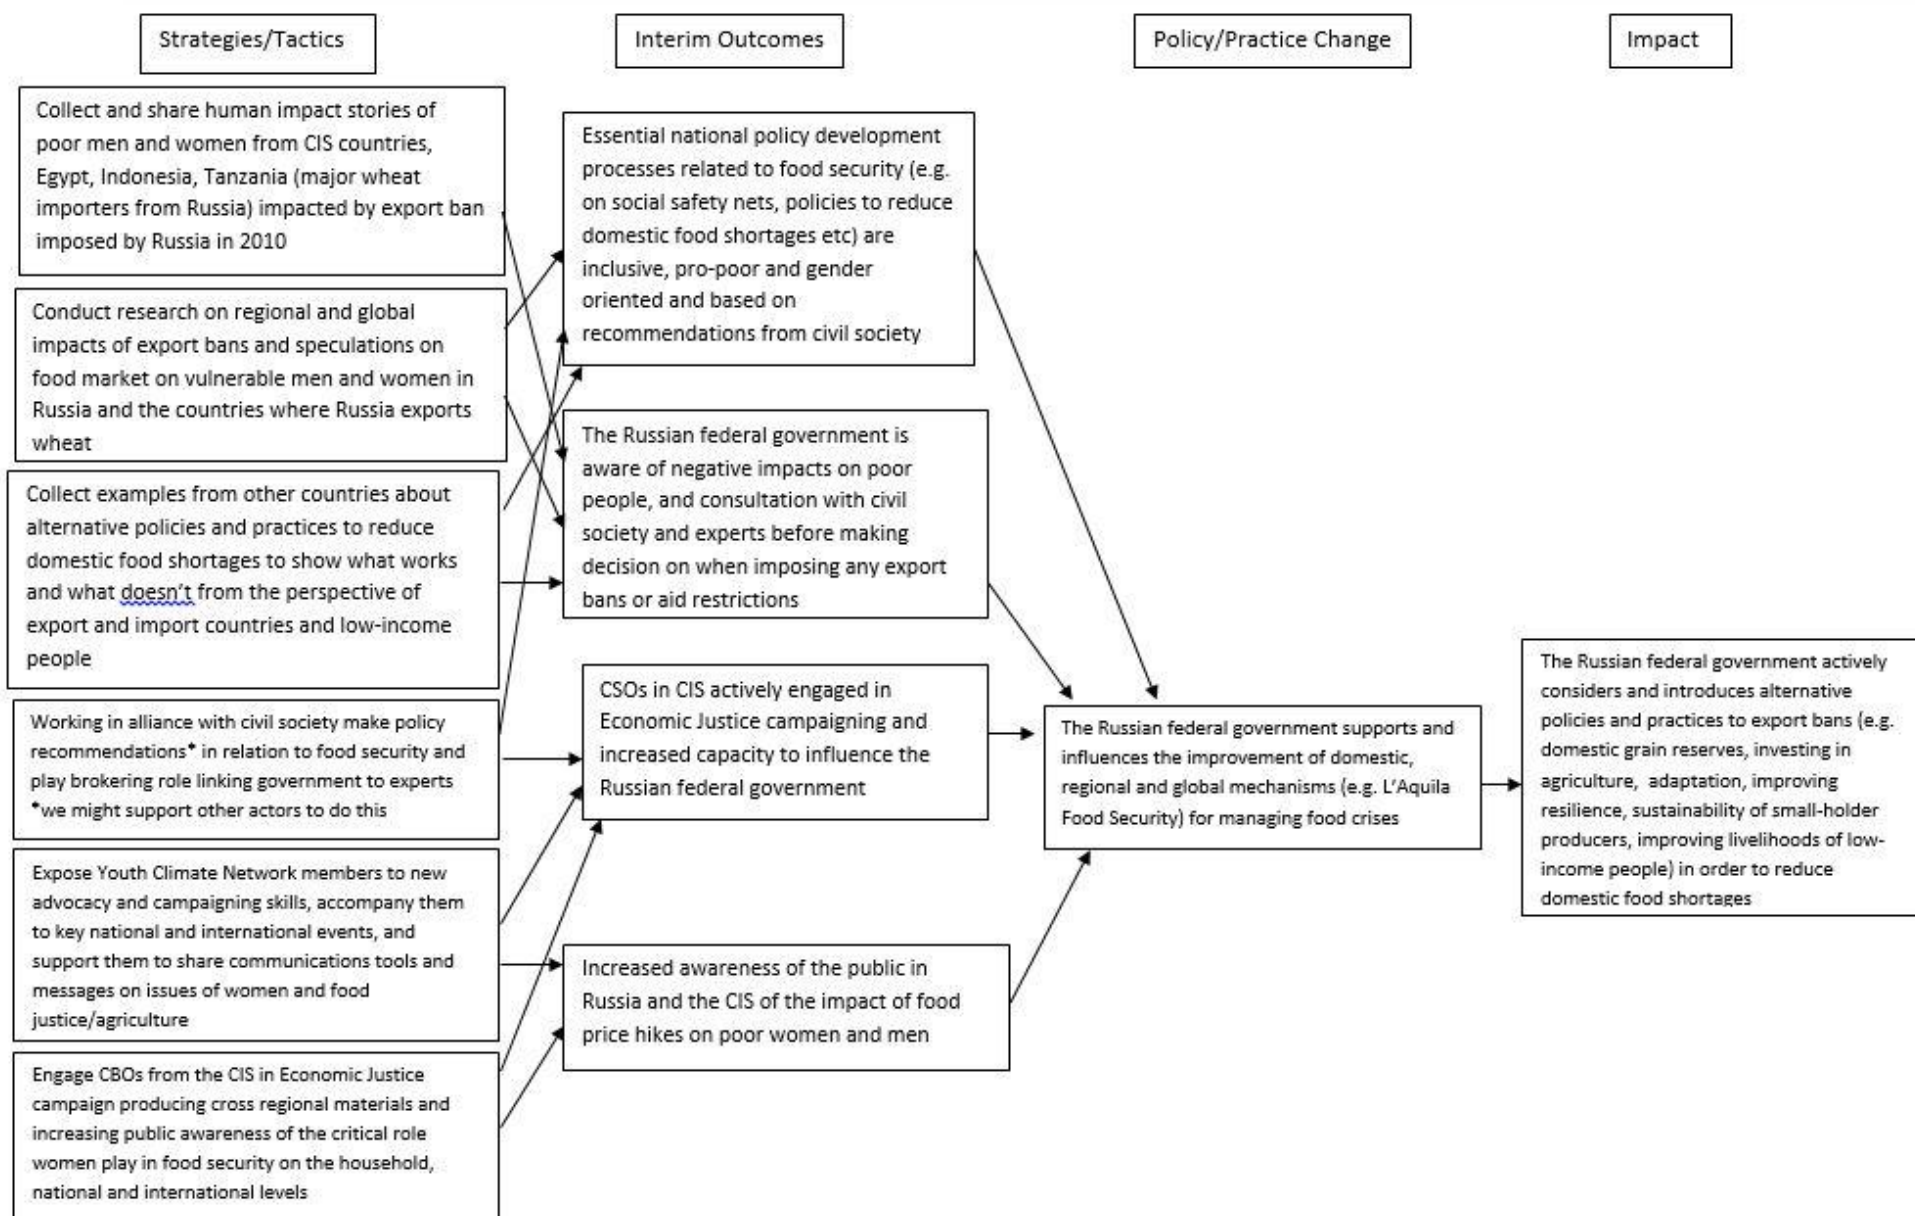 Strategies/Tactics
Interim Outcomes
Policy/Practice Change
Impact
Collect and share human impact stories of
poor men and women from CIS countries,
Egypt, Indonesia, Tanzania (major wheat
importers from Russia) impacted by export ban
imposed by Russia in 2010
Conduct research on regional and global
impacts of export bans and speculations on
food market on vulnerable men and women in
Russia and the countries where Russia exports
wheat
Collect examples from other countries about
alternative policies and practices to reduce
domestic food shortages to show what works
and what doesn't from the perspective of
export and import countries and low-income
people
Working in alliance with civil society make policy
recommendations* in relation to food security and
play brokering role linking government to experts
*we might support other actors to do this
Expose Youth Climate Network members to new
advocacy and campaigning skills, accompany them
to key national and international events, and
support them to share communications tools and
messages on issues of women and food
justice/agriculture
Engage CBOs from the CIS in Economic Justice
campaign producing cross regional materials and
increasing public awareness of the critical role
women play in food security on the household,
national and international levels
Essential national policy development
processes related to food security (e.g.
on social safety nets, policies to reduce
domestic food shortages etc) are
inclusive, pro-poor and gender
oriented and based on
recommendations from civil society
The Russian federal government is
aware of negative impacts on poor
people, and consultation with civil
society and experts before making
decision on when imposing any export
bans or aid restrictions
CSOs in CIS actively engaged in
Economic Justice campaigning and
increased capacity to influence the
Russian federal government
Increased awareness of the public in
Russia and the CIS of the impact of food
price hikes on poor women and men
The Russian federal government supports and
influences the improvement of domestic,
regional and global mechanisms (e.g. L'Aquila
Food Security) for managing food crises
The Russian federal government actively
considers and introduces alternative
policies and practices to export bans (e.g.
domestic grain reserves, investing in
agriculture, adaptation, improving
resilience, sustainability of small-holder
producers, improving livelihoods of low-
income people) in order to reduce
domestic food shortages